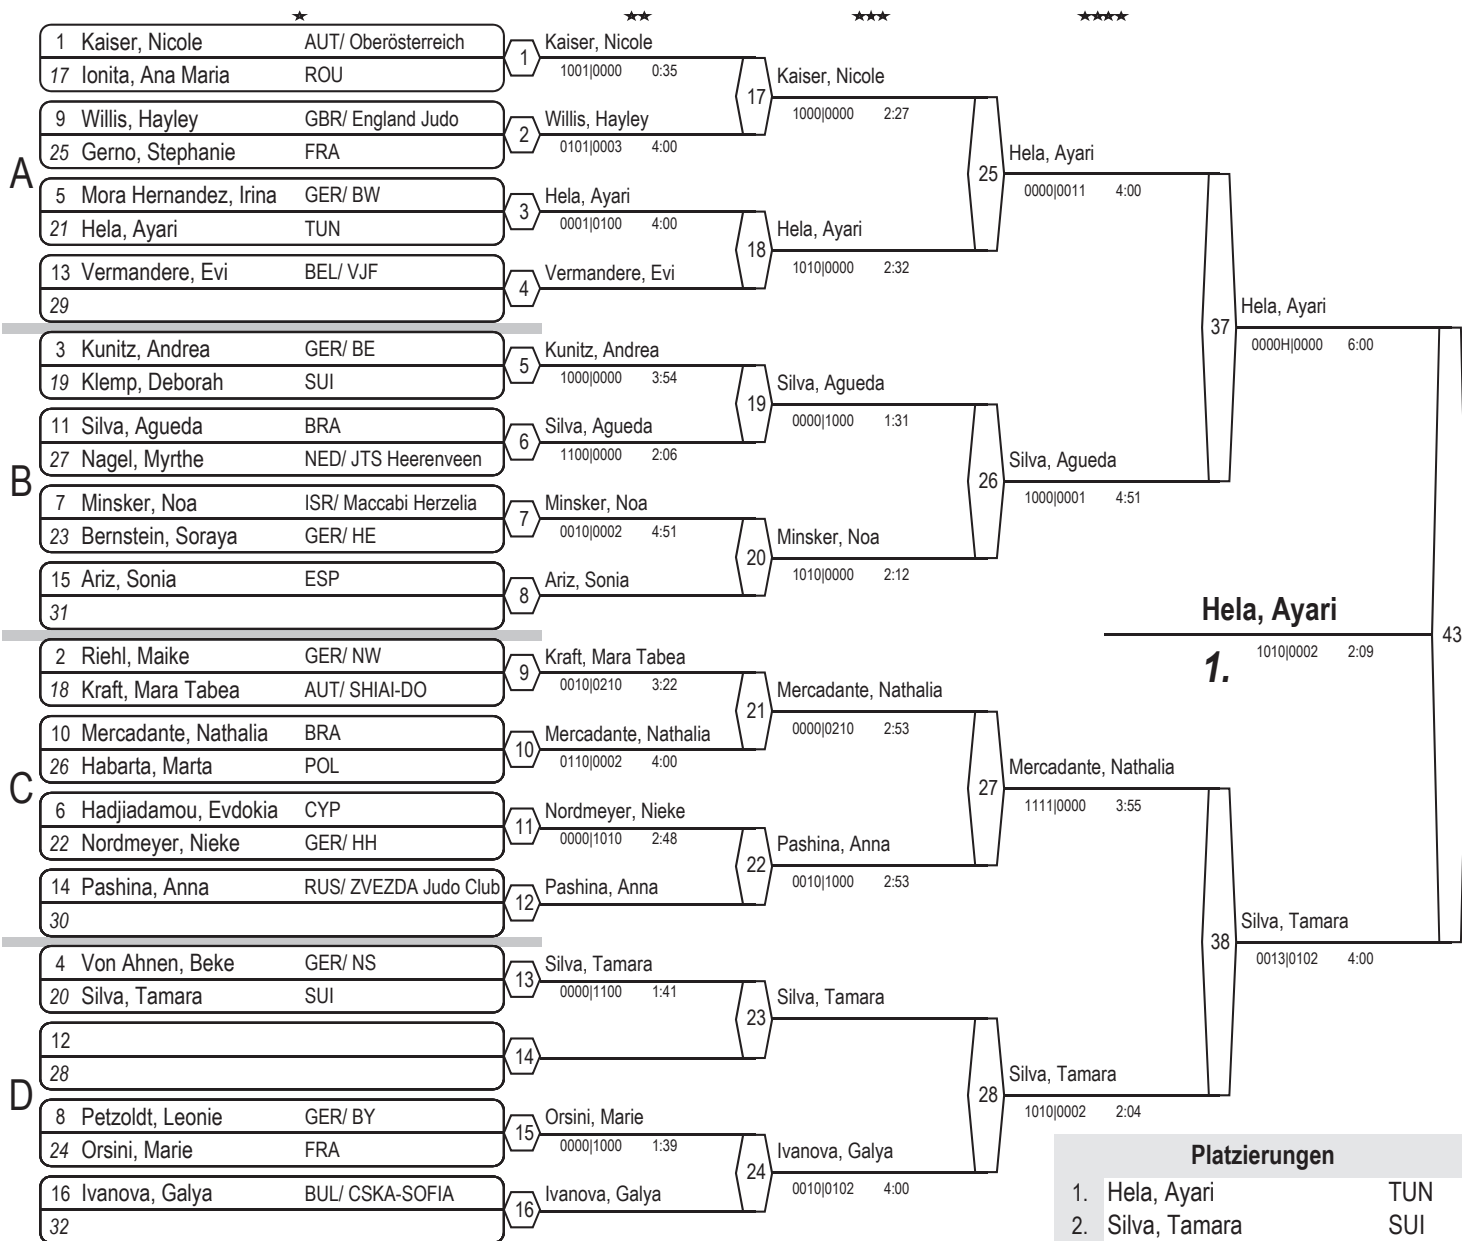 ★ ★★ ★★★ ★★★★
A
1 Kaiser, Nicole AUT/ Oberösterreich
17 Ionita, Ana Maria ROU
9 Willis, Hayley GBR/ England Judo
25 Gerno, Stephanie FRA
5 Mora Hernandez, Irina GER/ BW
21 Hela, Ayari TUN
13 Vermandere, Evi BEL/ VJF
29
B
3 Kunitz, Andrea GER/ BE
19 Klemp, Deborah SUI
11 Silva, Agueda BRA
27 Nagel, Myrthe NED/ JTS Heerenveen
7 Minsker, Noa ISR/ Maccabi Herzelia
23 Bernstein, Soraya GER/ HE
15 Ariz, Sonia ESP
31
C
2 Riehl, Maike GER/ NW
18 Kraft, Mara Tabea AUT/ SHIAI-DO
10 Mercadante, Nathalia BRA
26 Habarta, Marta POL
6 Hadjiadamou, Evdokia CYP
22 Nordmeyer, Nieke GER/ HH
14 Pashina, Anna RUS/ ZVEZDA Judo Club
30
D
4 Von Ahnen, Beke GER/ NS
20 Silva, Tamara SUI
12
28
8 Petzoldt, Leonie GER/ BY
24 Orsini, Marie FRA
16 Ivanova, Galya BUL/ CSKA-SOFIA
32
1 Kaiser, Nicole
1001|0000 0:35
2 Willis, Hayley
0101|0003 4:00
3 Hela, Ayari
0001|0100 4:00
4 Vermandere, Evi
5 Kunitz, Andrea
1000|0000 3:54
6 Silva, Agueda
1100|0000 2:06
7 Minsker, Noa
0010|0002 4:51
8 Ariz, Sonia
9 Kraft, Mara Tabea
0010|0210 3:22
10 Mercadante, Nathalia
0110|0002 4:00
11 Nordmeyer, Nieke
0000|1010 2:48
12 Pashina, Anna
13 Silva, Tamara
0000|1100 1:41
14
15 Orsini, Marie
0000|1000 1:39
16 Ivanova, Galya
17 Kaiser, Nicole
1000|0000 2:27
18 Hela, Ayari
1010|0000 2:32
19 Silva, Agueda
0000|1000 1:31
20 Minsker, Noa
1010|0000 2:12
21 Mercadante, Nathalia
0000|0210 2:53
22 Pashina, Anna
0010|1000 2:53
23 Silva, Tamara
24 Ivanova, Galya
0010|0102 4:00
25 Hela, Ayari
0000|0011 4:00
26 Silva, Agueda
1000|0001 4:51
27 Mercadante, Nathalia
1111|0000 3:55
28 Silva, Tamara
1010|0002 2:04
37 Hela, Ayari
0000H|0000 6:00
38 Silva, Tamara
0013|0102 4:00
43
Hela, Ayari
1. 1010|0002 2:09
Platzierungen
1. Hela, Ayari TUN
2. Silva, Tamara SUI